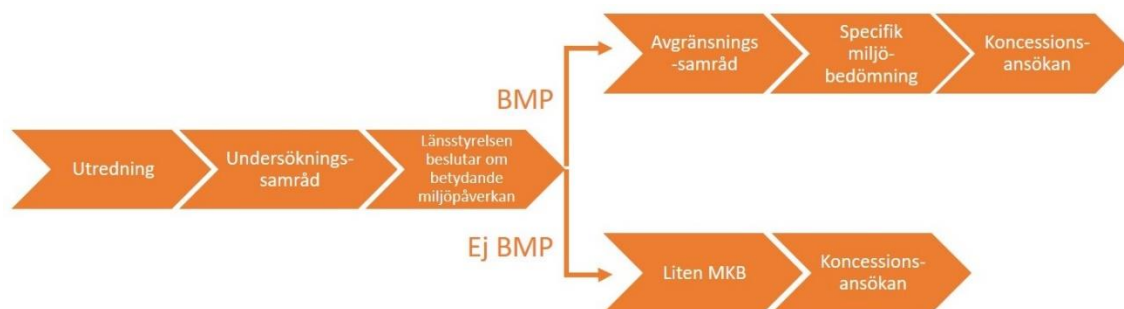 Utredning
Undersöknings-
samråd
Länsstyrelsen
beslutar om
betydande
miljöpåverkan
BMP
Avgränsnings
-samråd
Specifik
miljö-
bedömning
Koncessions-
ansökan
Ej BMP
Liten MKB
Koncessions-
ansökan